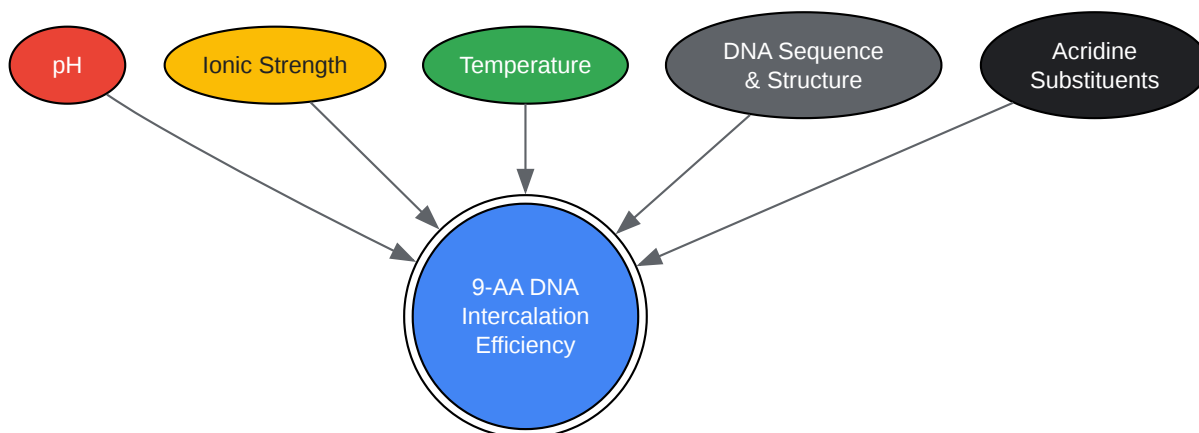 pH
Ionic Strength
Temperature
DNA Sequence
& Structure
Acridine
Substituents
9-AA DNA
Intercalation
Efficiency